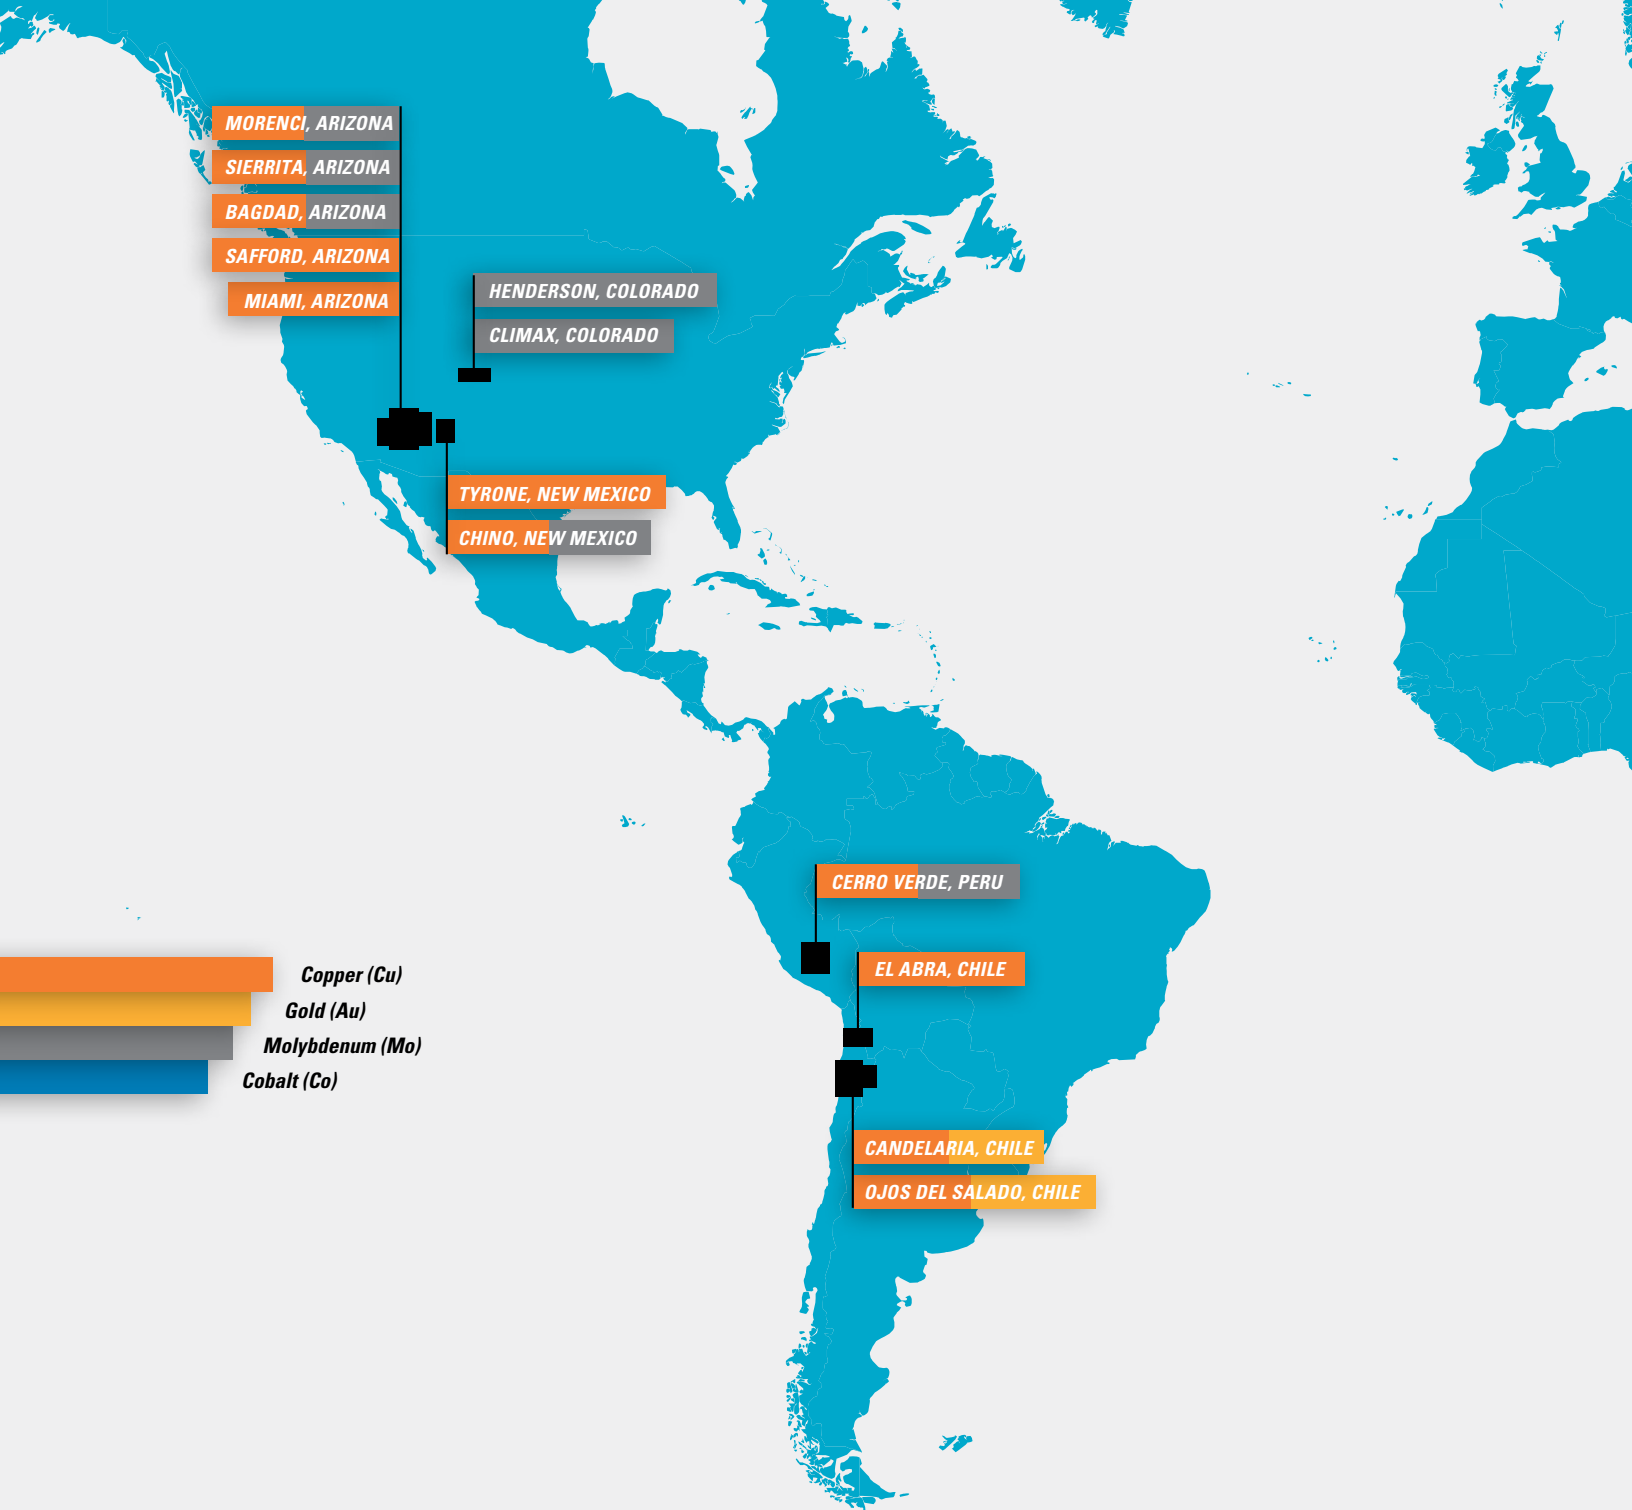 MORENCI, ARIZONA
SIERRITA, ARIZONA
BAGDAD, ARIZONA
SAFFORD, ARIZONA
MIAMI, ARIZONA
HENDERSON, COLORADO
CLIMAX, COLORADO
TYRONE, NEW MEXICO
CHINO, NEW MEXICO
CERRO VERDE, PERU
EL ABRA, CHILE
Copper (Cu)
Gold (Au)
Molybdenum (Mo)
Cobalt (Co)
CANDELARIA, CHILE
OJOS DEL SALADO, CHILE